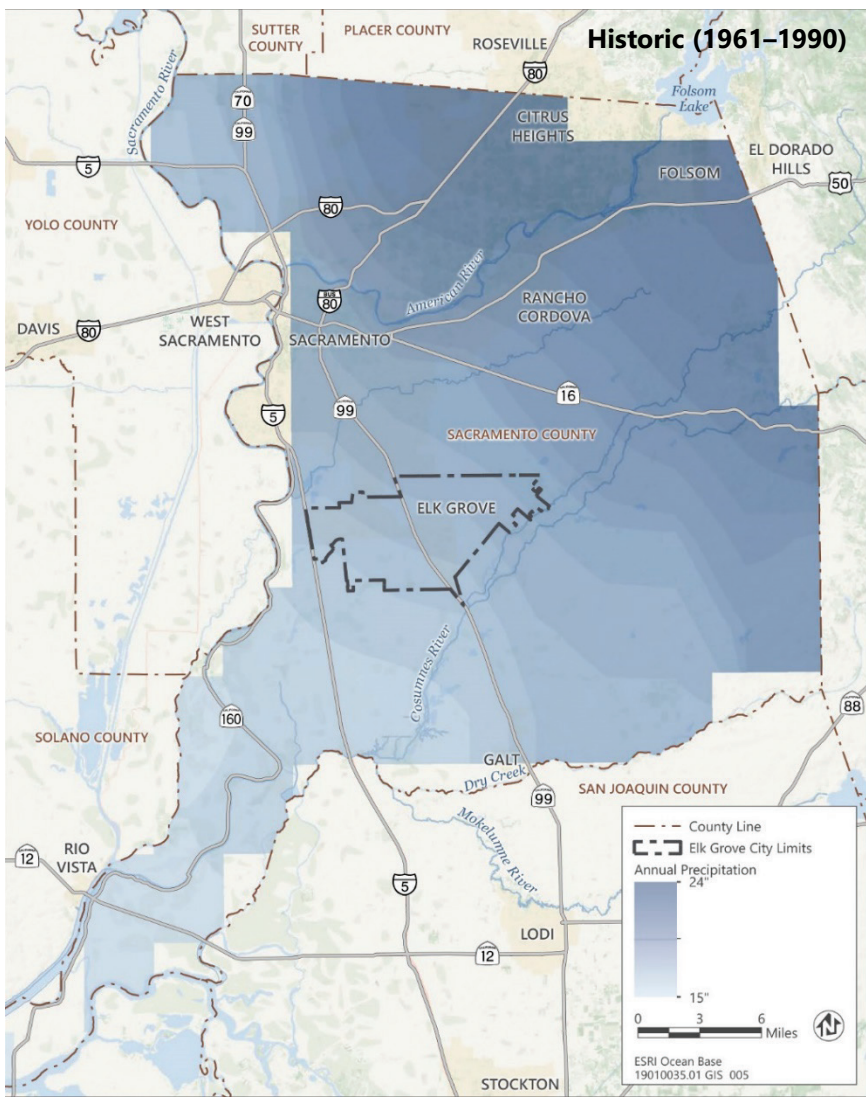 Historic (1961–1990)
SUTTER
COUNTY
PLACER COUNTY
ROSEVILLE
80
Folsom
Lake
70
99
Sacramento River
CITRUS
HEIGHTS
5
FOLSOM
EL DORADO
HILLS
50
80
YOLO COUNTY
American River
BUS
80
RANCHO
CORDOVA
DAVIS
80
WEST
SACRAMENTO
SACRAMENTO
5
99
16
SACRAMENTO COUNTY
ELK GROVE
Cosumnes River
160
88
SOLANO COUNTY
GALT
Dry Creek
SAN JOAQUIN COUNTY
99
Mokelumne
River
RIO
VISTA
12
5
LODI
12
STOCKTON
County Line
Elk Grove City Limits
Annual Precipitation
24"
15"
0 3 6
Miles
N
ESRI Ocean Base
19010035.01 GIS 005